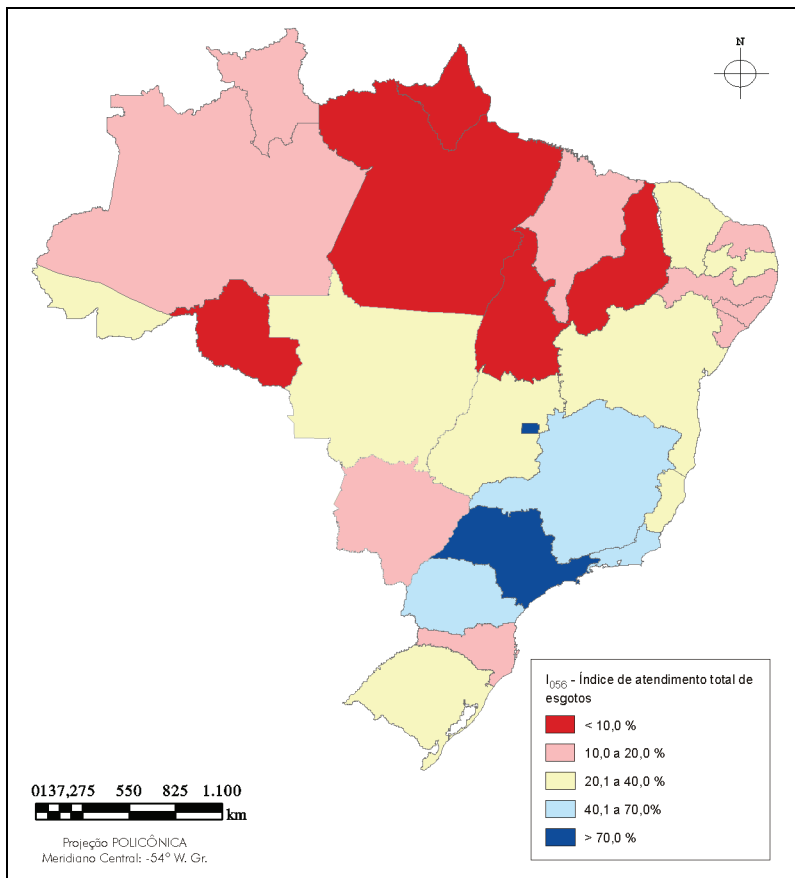 N
I056 - Índice de atendimento total de
esgotos
< 10,0 %
10,0 a 20,0 %
20,1 a 40,0 %
40,1 a 70,0%
> 70,0 %
0137,275 550 825 1.100
km
Projeção POLICÔNICA
Meridiano Central: -54º W. Gr.